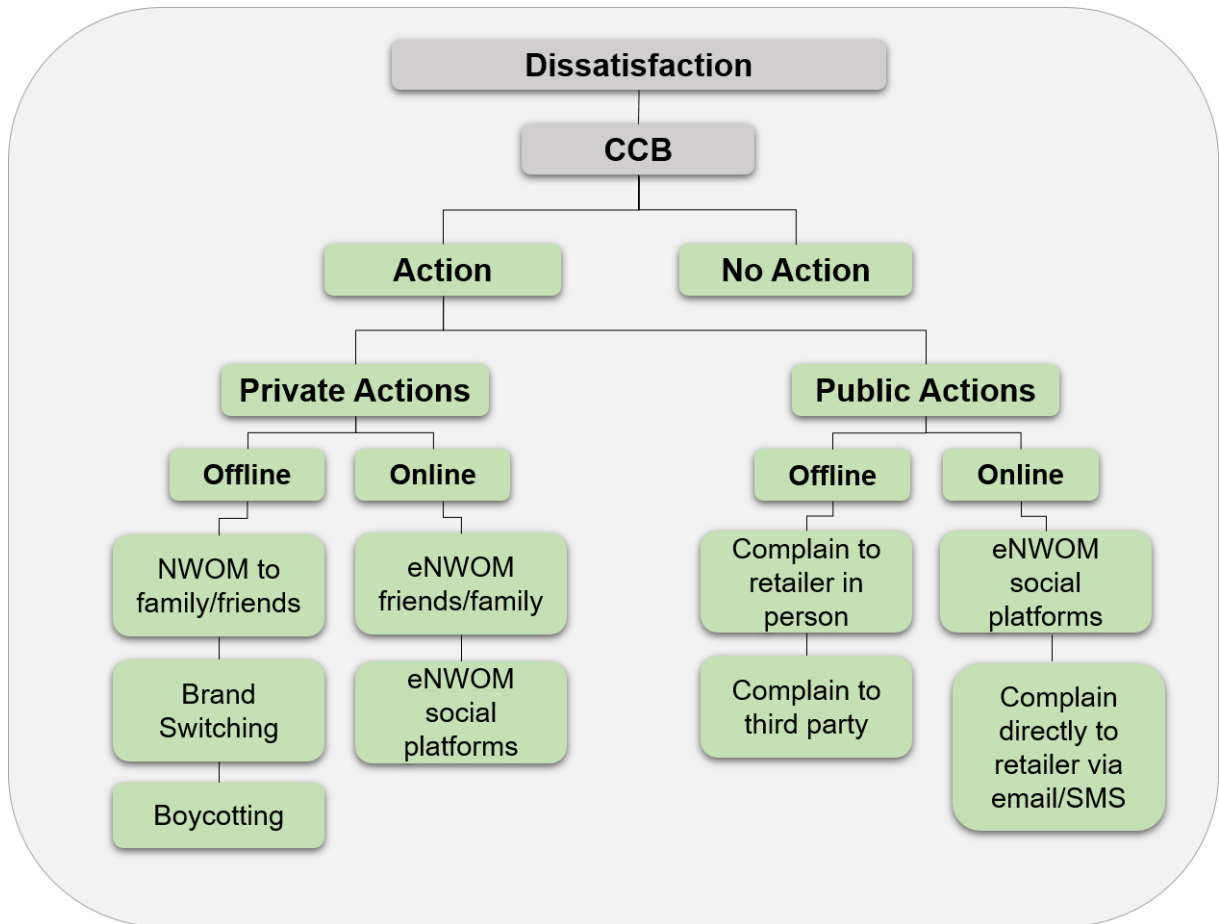 Dissatisfaction
CCB
Action
No Action
Private Actions
Public Actions
Offline
Online
Offline
Online
NWOM to
family/friends
eNWOM
friends/family
Complain to
retailer in
person
eNWOM
social
platforms
Brand
Switching
eNWOM
social
platforms
Complain to
third party
Complain
directly to
retailer via
email/SMS
Boycotting